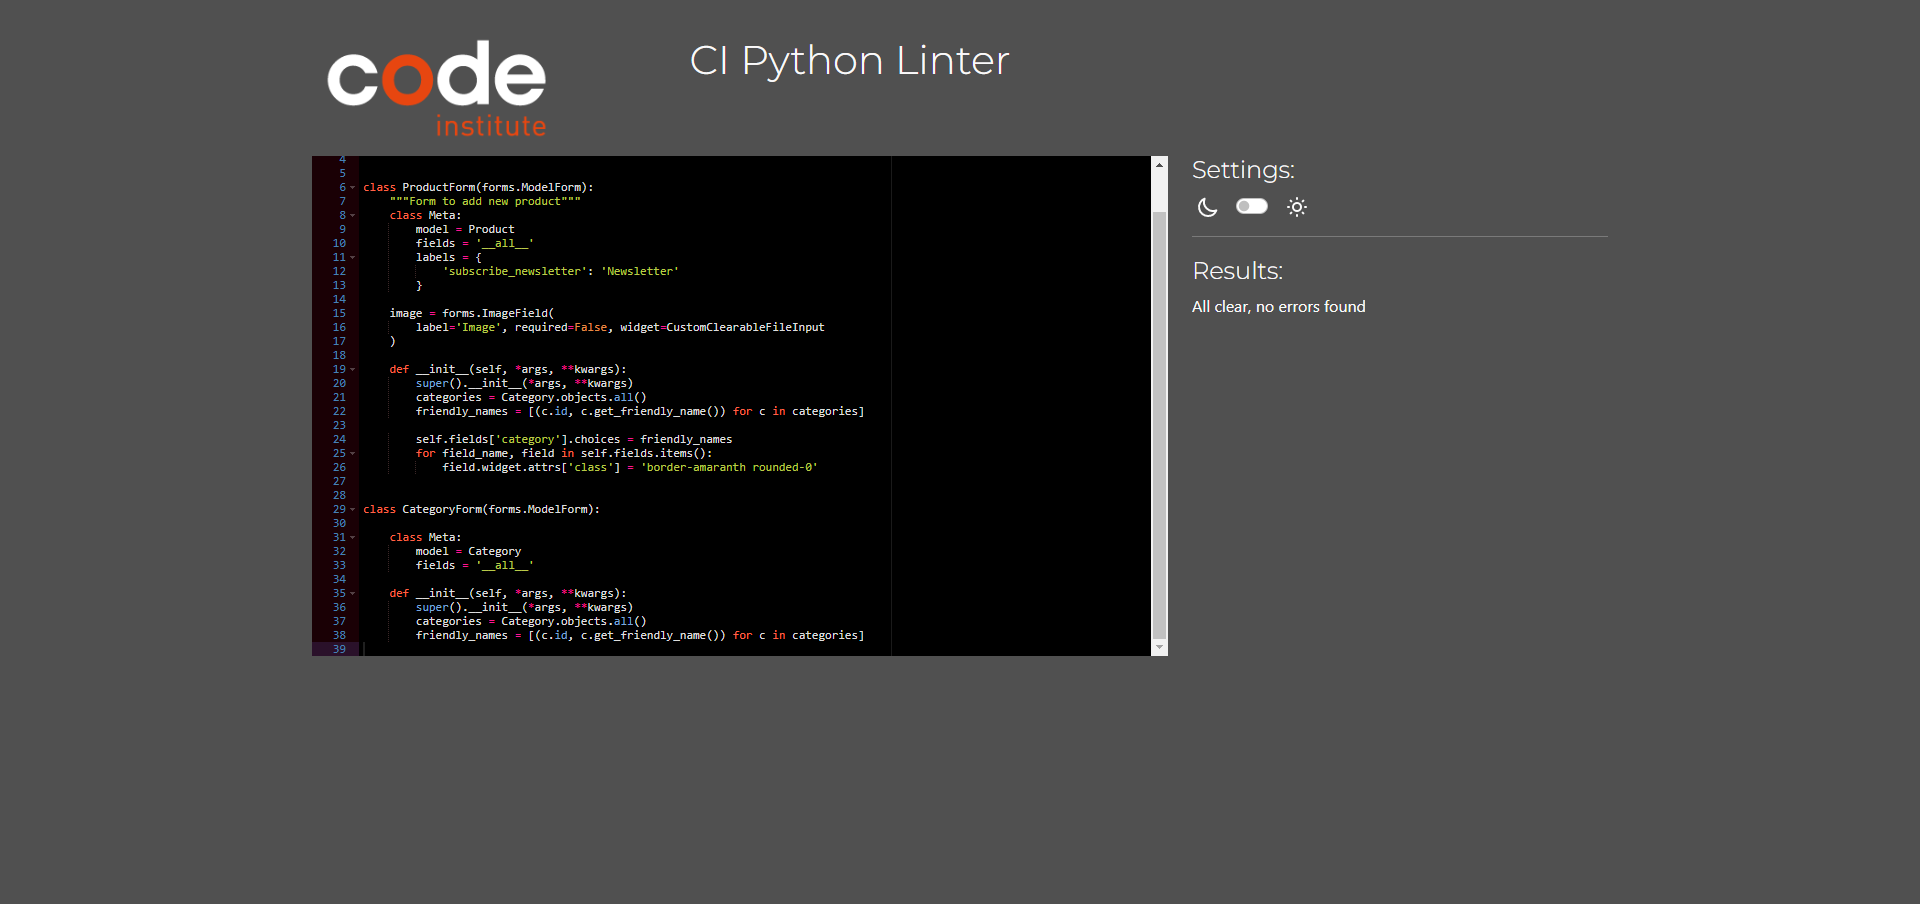 code
institute
CI Python Linter
4
5
6 class ProductForm(forms.ModelForm):
7     """Form to add new product"""
8     class Meta:
9         model = Product
10         fields = '__all__'
11         labels = {
12             'subscribe_newsletter': 'Newsletter'
13         }
14
15     image = forms.ImageField(
16         label='Image', required=False, widget=CustomClearableFileInput
17     )
18
19     def __init__(self, *args, **kwargs):
20         super().__init__(*args, **kwargs)
21         categories = Category.objects.all()
22         friendly_names = [(c.id, c.get_friendly_name()) for c in categories]
23
24         self.fields['category'].choices = friendly_names
25         for field_name, field in self.fields.items():
26             field.widget.attrs['class'] = 'border-amaranth rounded-0'
27
28
29 class CategoryForm(forms.ModelForm):
30
31     class Meta:
32         model = Category
33         fields = '__all__'
34
35     def __init__(self, *args, **kwargs):
36         super().__init__(*args, **kwargs)
37         categories = Category.objects.all()
38         friendly_names = [(c.id, c.get_friendly_name()) for c in categories]
39
Settings:
Results:
All clear, no errors found